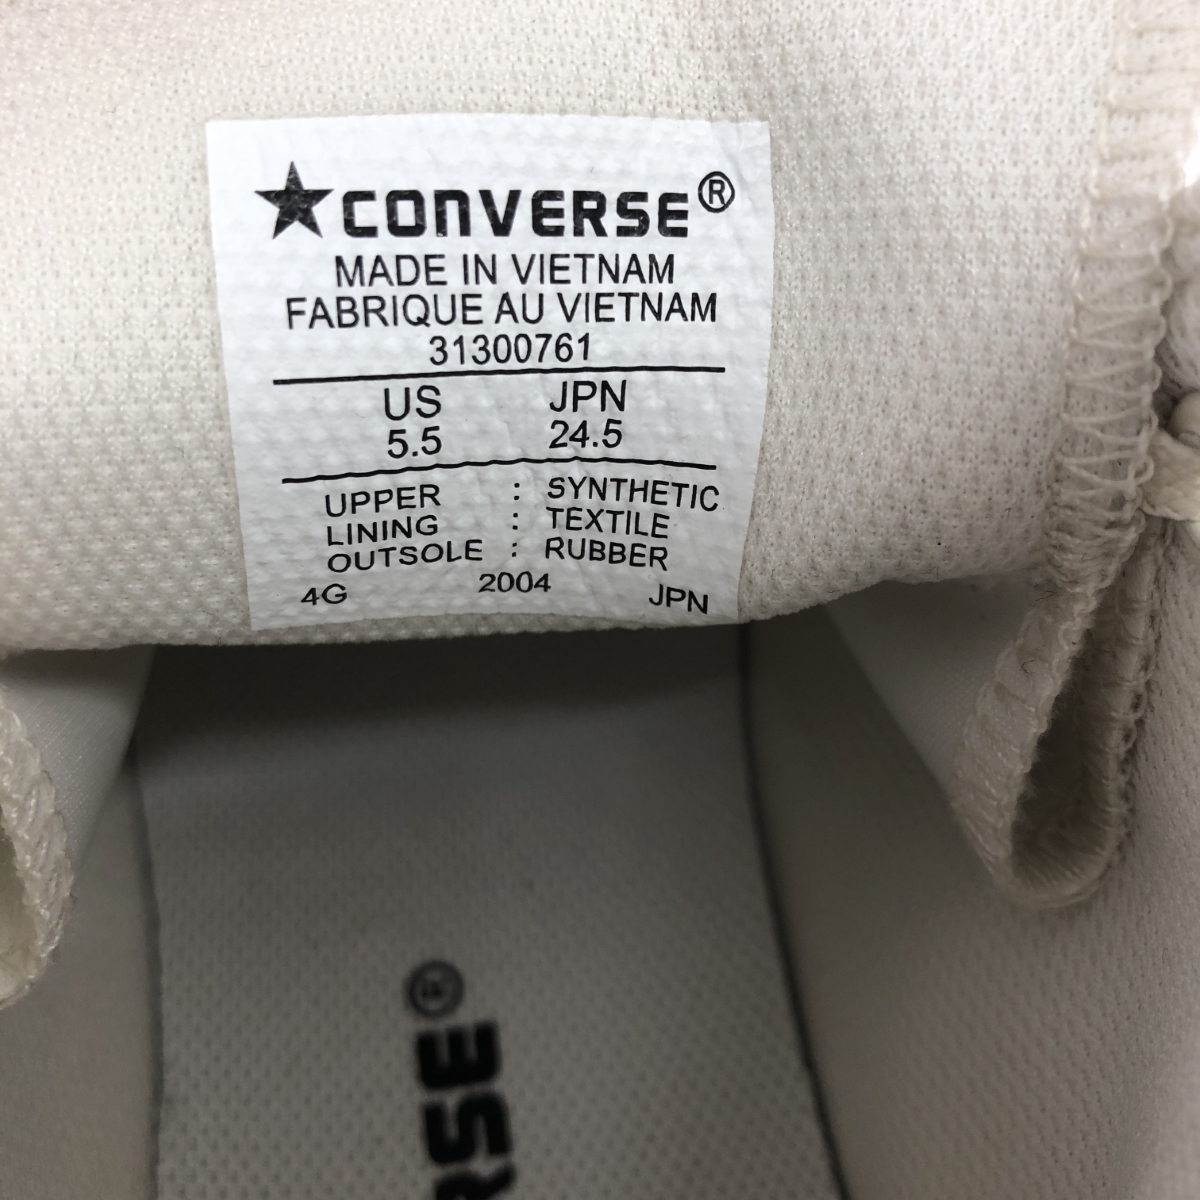 ★CONVERSE®
MADE IN VIETNAM
FABRIQUE AU VIETNAM
31300761
US JPN
5.5 24.5
UPPER : SYNTHETIC
LINING : TEXTILE
OUTSOLE : RUBBER
4G 2004 JPN
RSE®